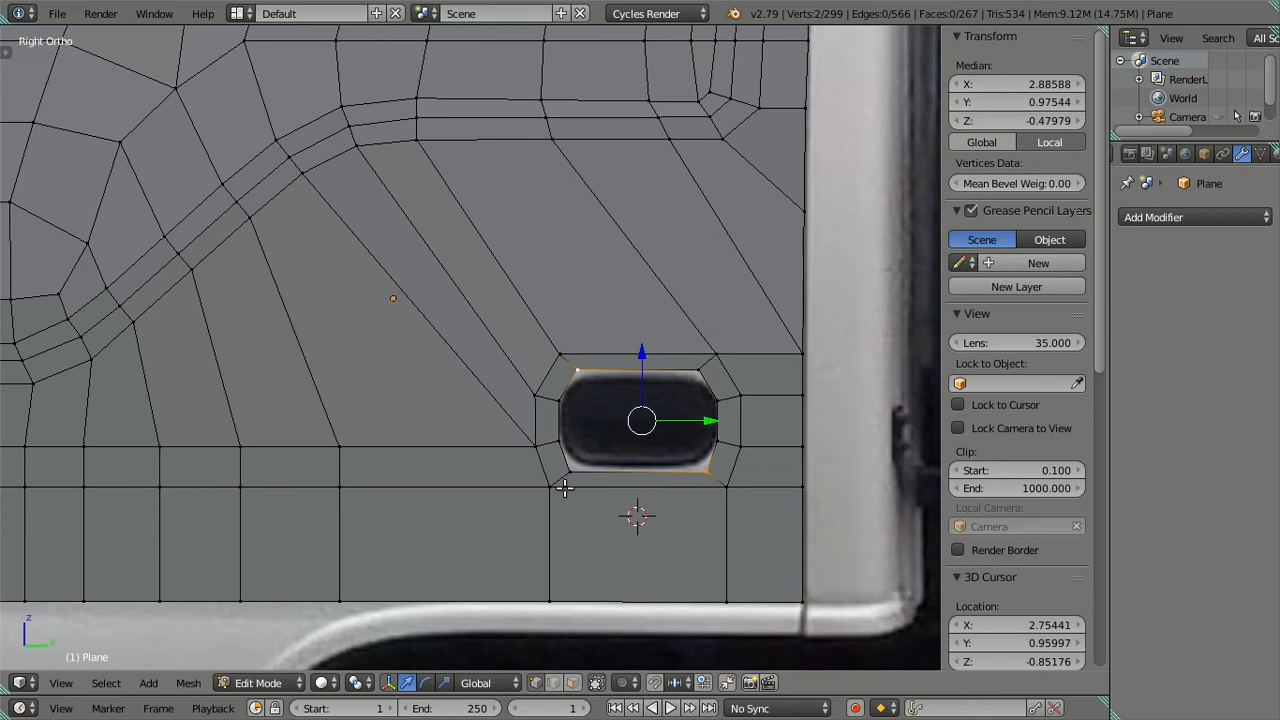 File Render Window Help Default Scene Cycles Render v2.79 | Verts:2/299 | Edges:0/566 | Faces:0/267 | Tris:534 | Mem:9.12M (14.75M) | Plane
Right Ortho
Transform
View Search All Sc
Scene
Median:
RenderL
X: 2.88588
World
Y: 0.97544
Camera
Z: -0.47979
Global Local
Vertices Data:
Mean Bevel Weig: 0.00
Plane
Grease Pencil Layers
Add Modifier
Scene Object
New
New Layer
View
Lens: 35.000
Lock to Object:
Lock to Cursor
Lock Camera to View
Clip:
Start: 0.100
End: 1000.000
Local Camera:
Camera
Render Border
3D Cursor
Location:
X: 2.75441
Y: 0.95997
Z: -0.85176
z
y
(1) Plane
View Select Add Mesh Edit Mode Global
View Marker Frame Playback Start: 1 End: 250 1 No Sync